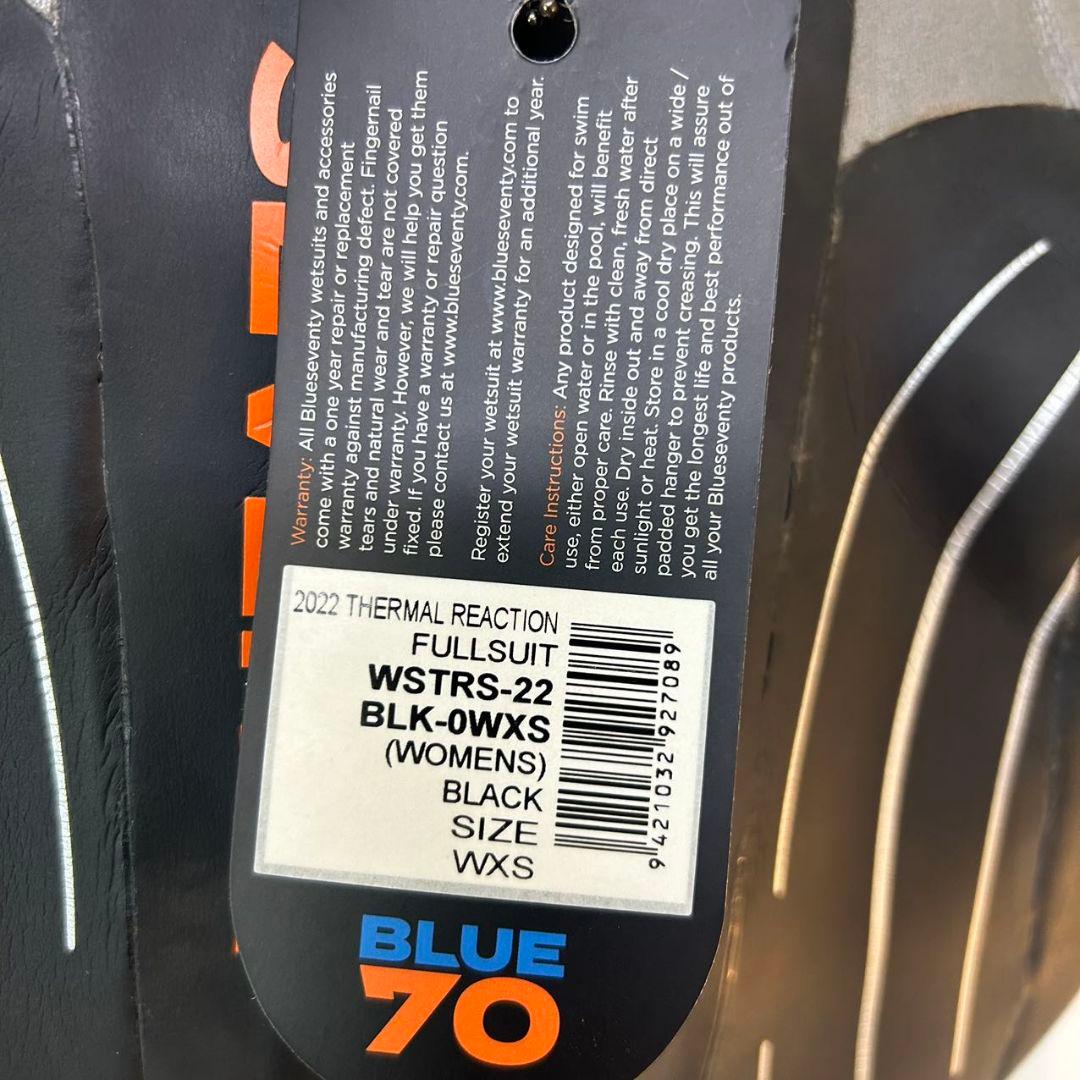 Warranty: All Blueseventy wetsuits and accessories
come with a one year repair or replacement
warranty against manufacturing defect. Fingernail
tears and natural wear and tear are not covered
under warranty. However, we will help you get them
fixed. If you have a warranty or repair question
please contact us at www.blueseventy.com.
Register your wetsuit at www.blueseventy.com to
extend your wetsuit warranty for an additional year.
Care Instructions: Any product designed for swim
use, either open water or in the pool, will benefit
from proper care. Rinse with clean, fresh water after
each use. Dry inside out and away from direct
sunlight or heat. Store in a cool dry place on a wide /
padded hanger to prevent creasing. This will assure
you get the longest life and best performance out of
all your Blueseventy products.
2022 THERMAL REACTION
FULLSUIT
WSTRS-22
BLK-0WXS
(WOMENS)
BLACK
SIZE
WXS
9 421032 927089
BLUE
70